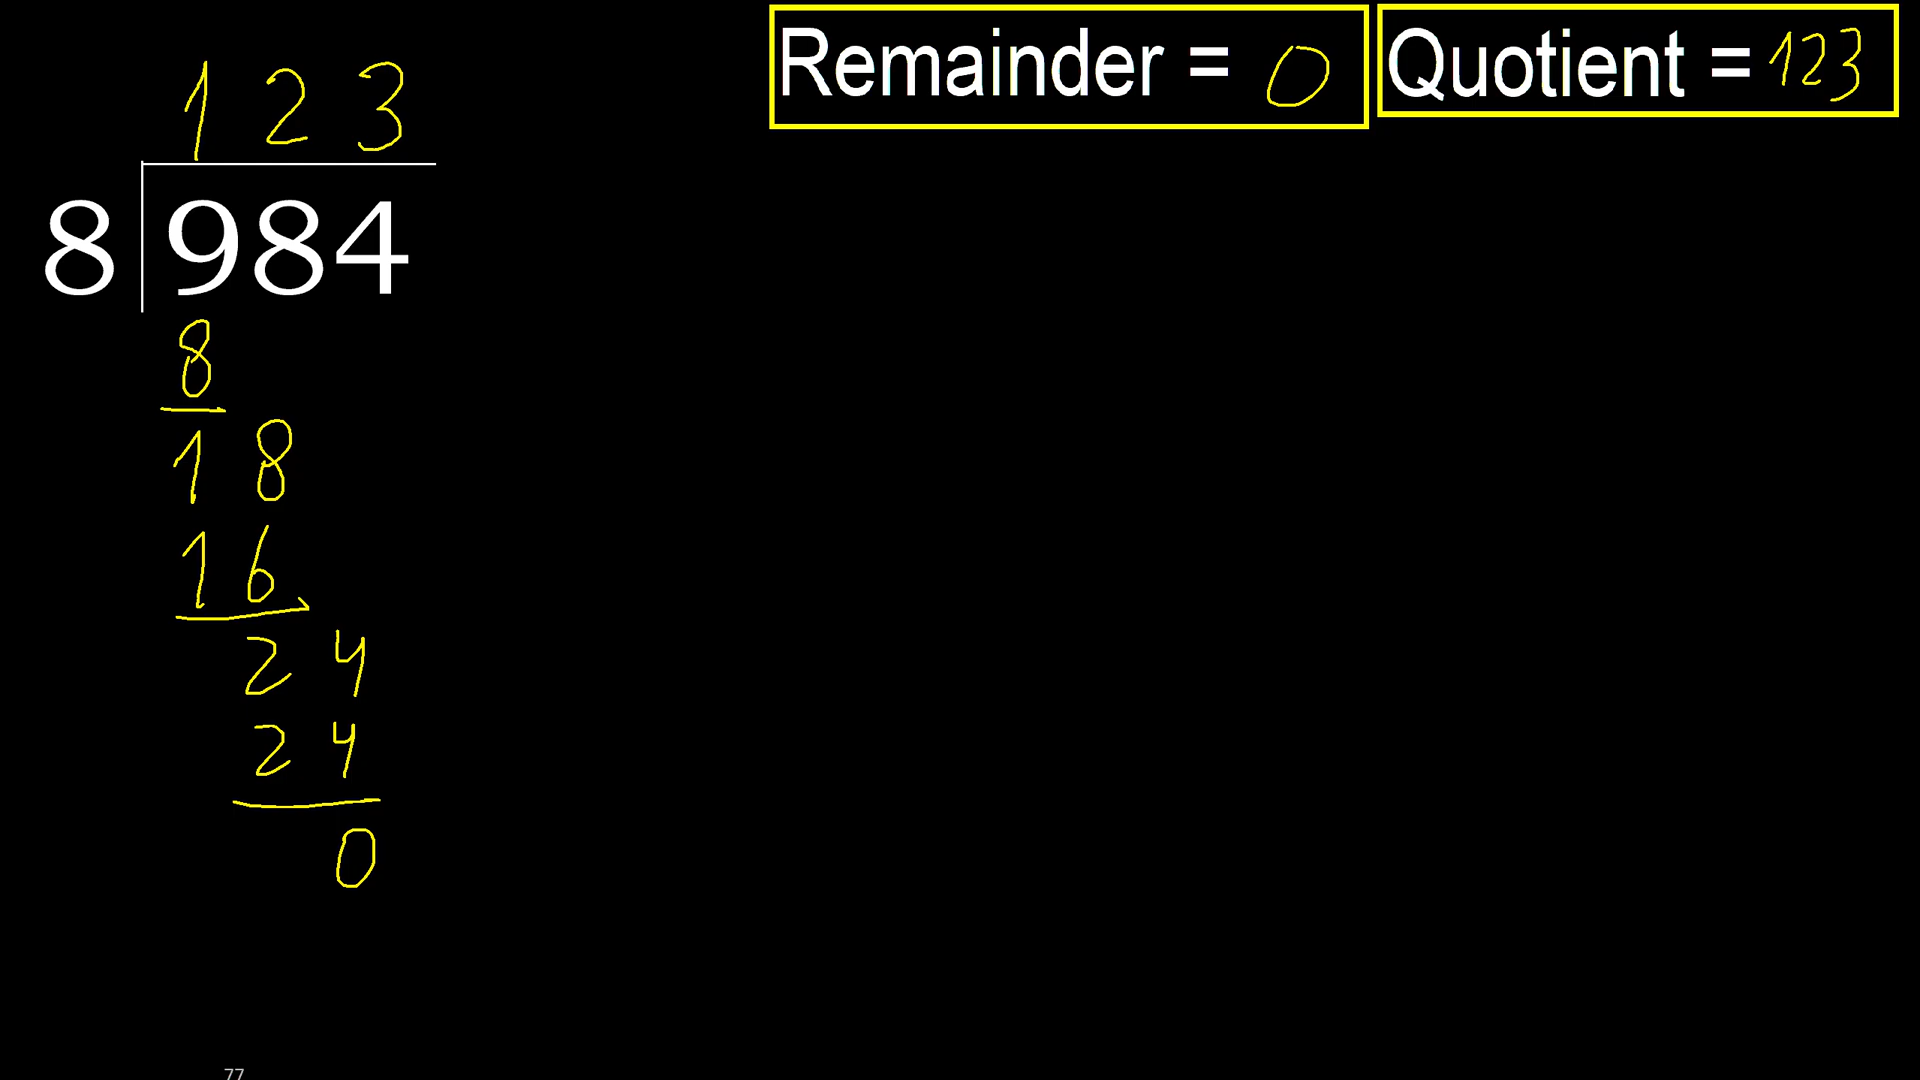 Remainder = 0
Quotient = 123
1 2 3
8 984
8
1 8
1 6
2 4
2 4
0
77